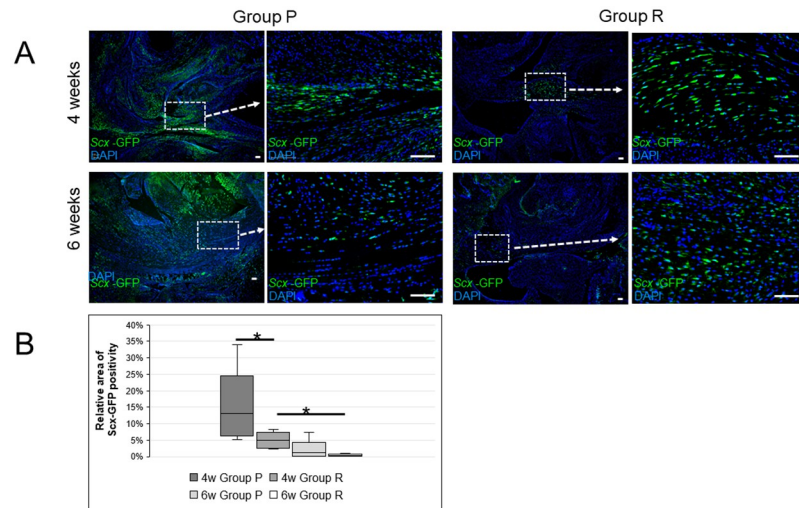 Group P
Group R
A
4 weeks
Scx -GFP
DAPI
Scx -GFP
DAPI
Scx -GFP
DAPI
Scx -GFP
DAPI
6 weeks
DAPI
Scx -GFP
DAPI
Scx -GFP
Scx -GFP
DAPI
Scx -GFP
DAPI
B
Relative area of
Scx-GFP positivity
40%
35%
30%
25%
20%
15%
10%
5%
0%
*
*
4w Group P
4w Group R
6w Group P
6w Group R